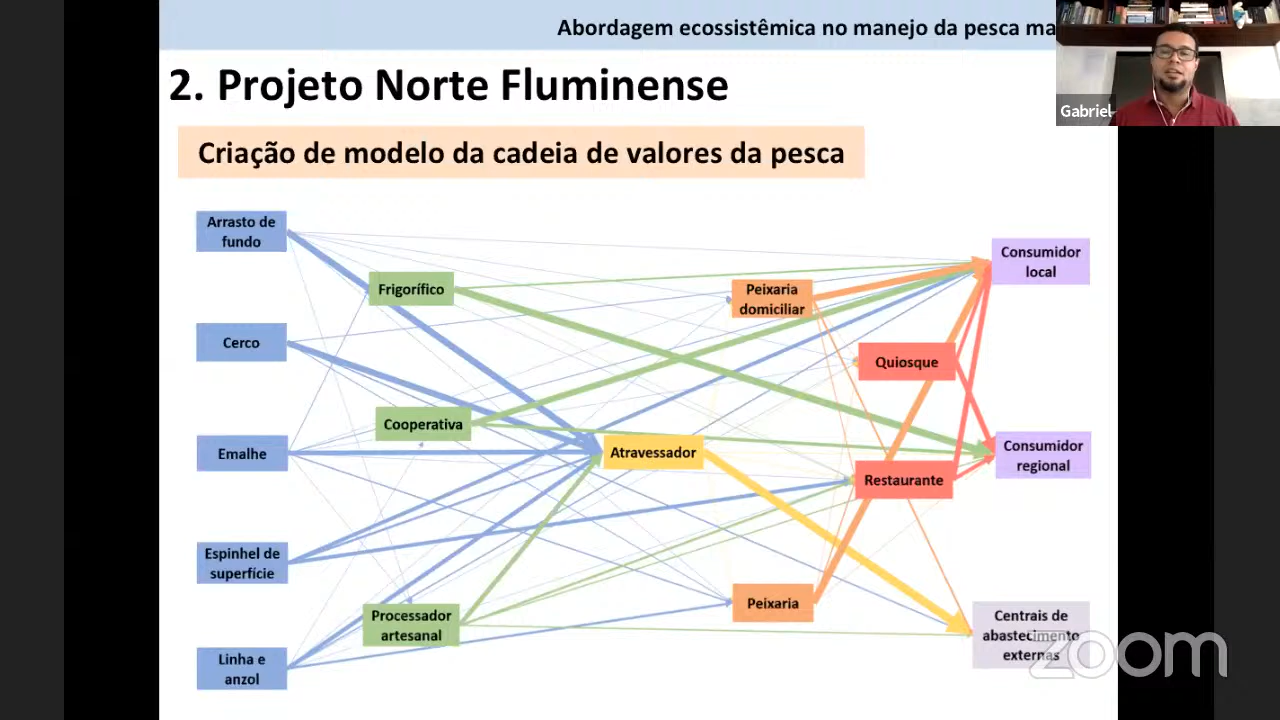 Abordagem ecossistêmica no manejo da pesca ma
Gabriel
2. Projeto Norte Fluminense
Criação de modelo da cadeia de valores da pesca
Arrasto de
fundo
Cerco
Emalhe
Espinhel de
superfície
Linha e
anzol
Frigorífico
Cooperativa
Processador
artesanal
Atravessador
Peixaria
domiciliar
Quiosque
Restaurante
Peixaria
Consumidor
local
Consumidor
regional
Centrais de
abastecimento
externas
zoom